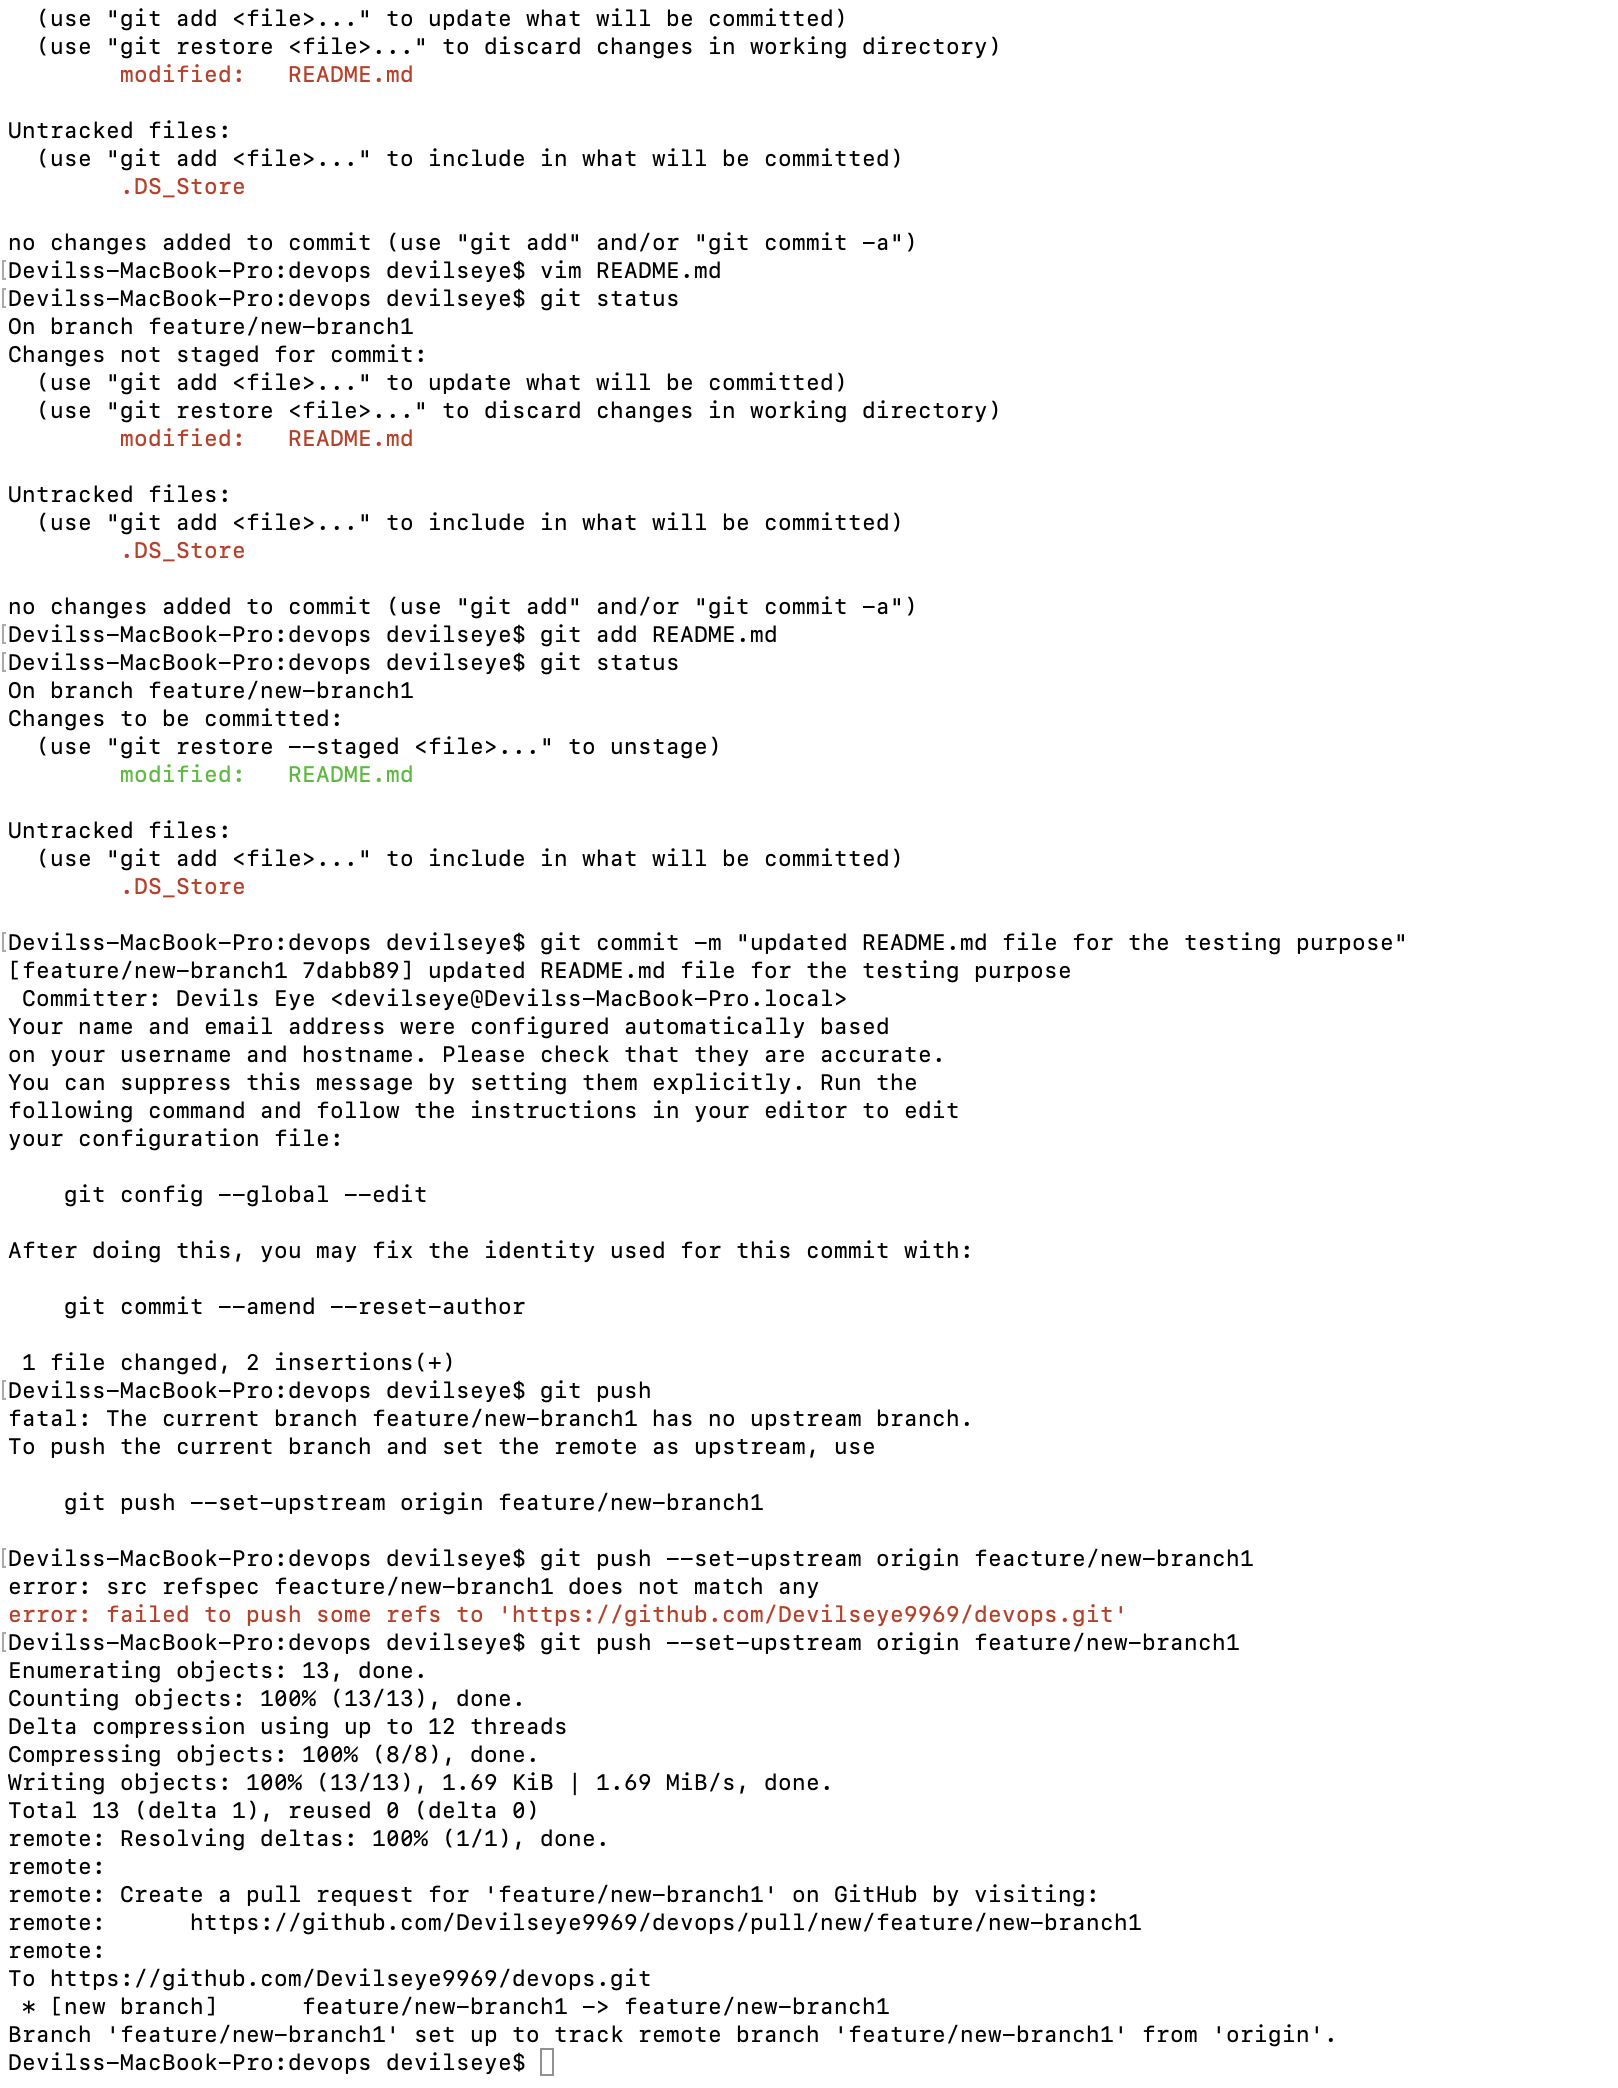 (use "git add <file>..." to update what will be committed)
(use "git restore <file>..." to discard changes in working directory)
modified:   README.md
Untracked files:
(use "git add <file>..." to include in what will be committed)
.DS_Store
no changes added to commit (use "git add" and/or "git commit -a")
[Devilss-MacBook-Pro:devops devilseye$ vim README.md
[Devilss-MacBook-Pro:devops devilseye$ git status
On branch feature/new-branch1
Changes not staged for commit:
(use "git add <file>..." to update what will be committed)
(use "git restore <file>..." to discard changes in working directory)
modified:   README.md
Untracked files:
(use "git add <file>..." to include in what will be committed)
.DS_Store
no changes added to commit (use "git add" and/or "git commit -a")
[Devilss-MacBook-Pro:devops devilseye$ git add README.md
[Devilss-MacBook-Pro:devops devilseye$ git status
On branch feature/new-branch1
Changes to be committed:
(use "git restore --staged <file>..." to unstage)
modified:   README.md
Untracked files:
(use "git add <file>..." to include in what will be committed)
.DS_Store
[Devilss-MacBook-Pro:devops devilseye$ git commit -m "updated README.md file for the testing purpose"
[feature/new-branch1 7dabb89] updated README.md file for the testing purpose
Committer: Devils Eye <devilseye@Devilss-MacBook-Pro.local>
Your name and email address were configured automatically based
on your username and hostname. Please check that they are accurate.
You can suppress this message by setting them explicitly. Run the
following command and follow the instructions in your editor to edit
your configuration file:
git config --global --edit
After doing this, you may fix the identity used for this commit with:
git commit --amend --reset-author
1 file changed, 2 insertions(+)
[Devilss-MacBook-Pro:devops devilseye$ git push
fatal: The current branch feature/new-branch1 has no upstream branch.
To push the current branch and set the remote as upstream, use
git push --set-upstream origin feature/new-branch1
[Devilss-MacBook-Pro:devops devilseye$ git push --set-upstream origin feacture/new-branch1
error: src refspec feacture/new-branch1 does not match any
error: failed to push some refs to 'https://github.com/Devilseye9969/devops.git'
[Devilss-MacBook-Pro:devops devilseye$ git push --set-upstream origin feature/new-branch1
Enumerating objects: 13, done.
Counting objects: 100% (13/13), done.
Delta compression using up to 12 threads
Compressing objects: 100% (8/8), done.
Writing objects: 100% (13/13), 1.69 KiB | 1.69 MiB/s, done.
Total 13 (delta 1), reused 0 (delta 0)
remote: Resolving deltas: 100% (1/1), done.
remote:
remote: Create a pull request for 'feature/new-branch1' on GitHub by visiting:
remote:      https://github.com/Devilseye9969/devops/pull/new/feature/new-branch1
remote:
To https://github.com/Devilseye9969/devops.git
* [new branch]      feature/new-branch1 -> feature/new-branch1
Branch 'feature/new-branch1' set up to track remote branch 'feature/new-branch1' from 'origin'.
Devilss-MacBook-Pro:devops devilseye$